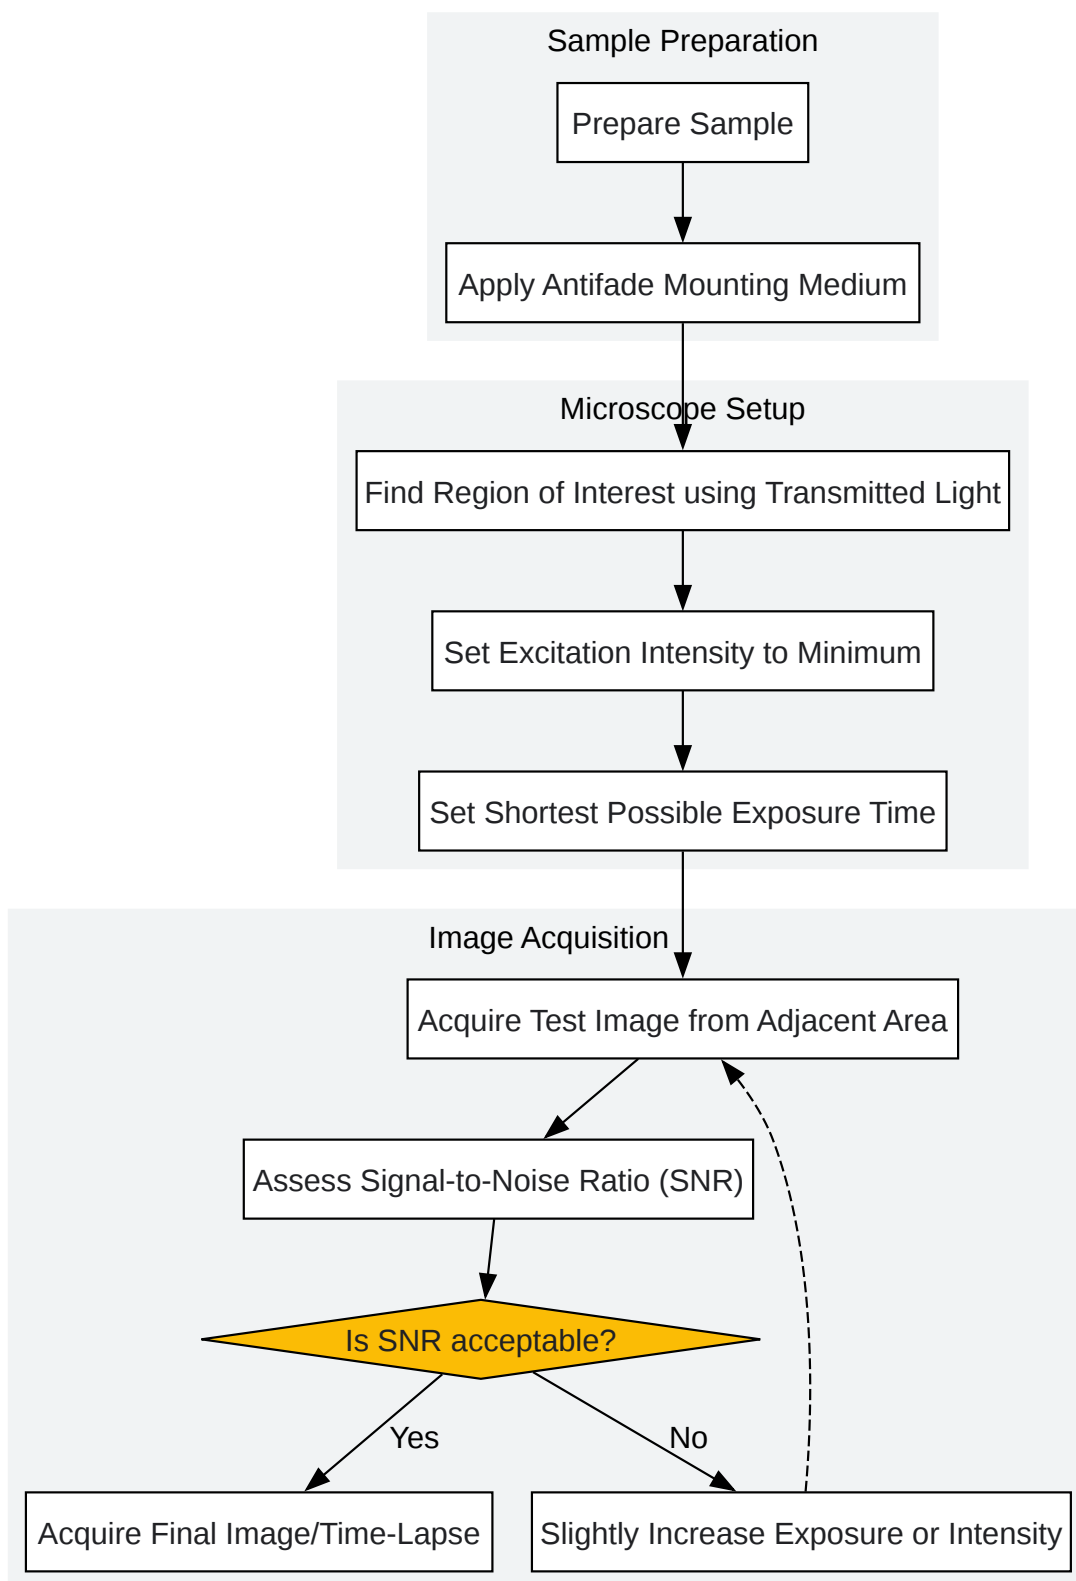 Sample Preparation
Prepare Sample
Apply Antifade Mounting Medium
Microscope Setup
Find Region of Interest using Transmitted Light
Set Excitation Intensity to Minimum
Set Shortest Possible Exposure Time
Image Acquisition
Acquire Test Image from Adjacent Area
Assess Signal-to-Noise Ratio (SNR)
Is SNR acceptable?
Yes
No
Acquire Final Image/Time-Lapse
Slightly Increase Exposure or Intensity